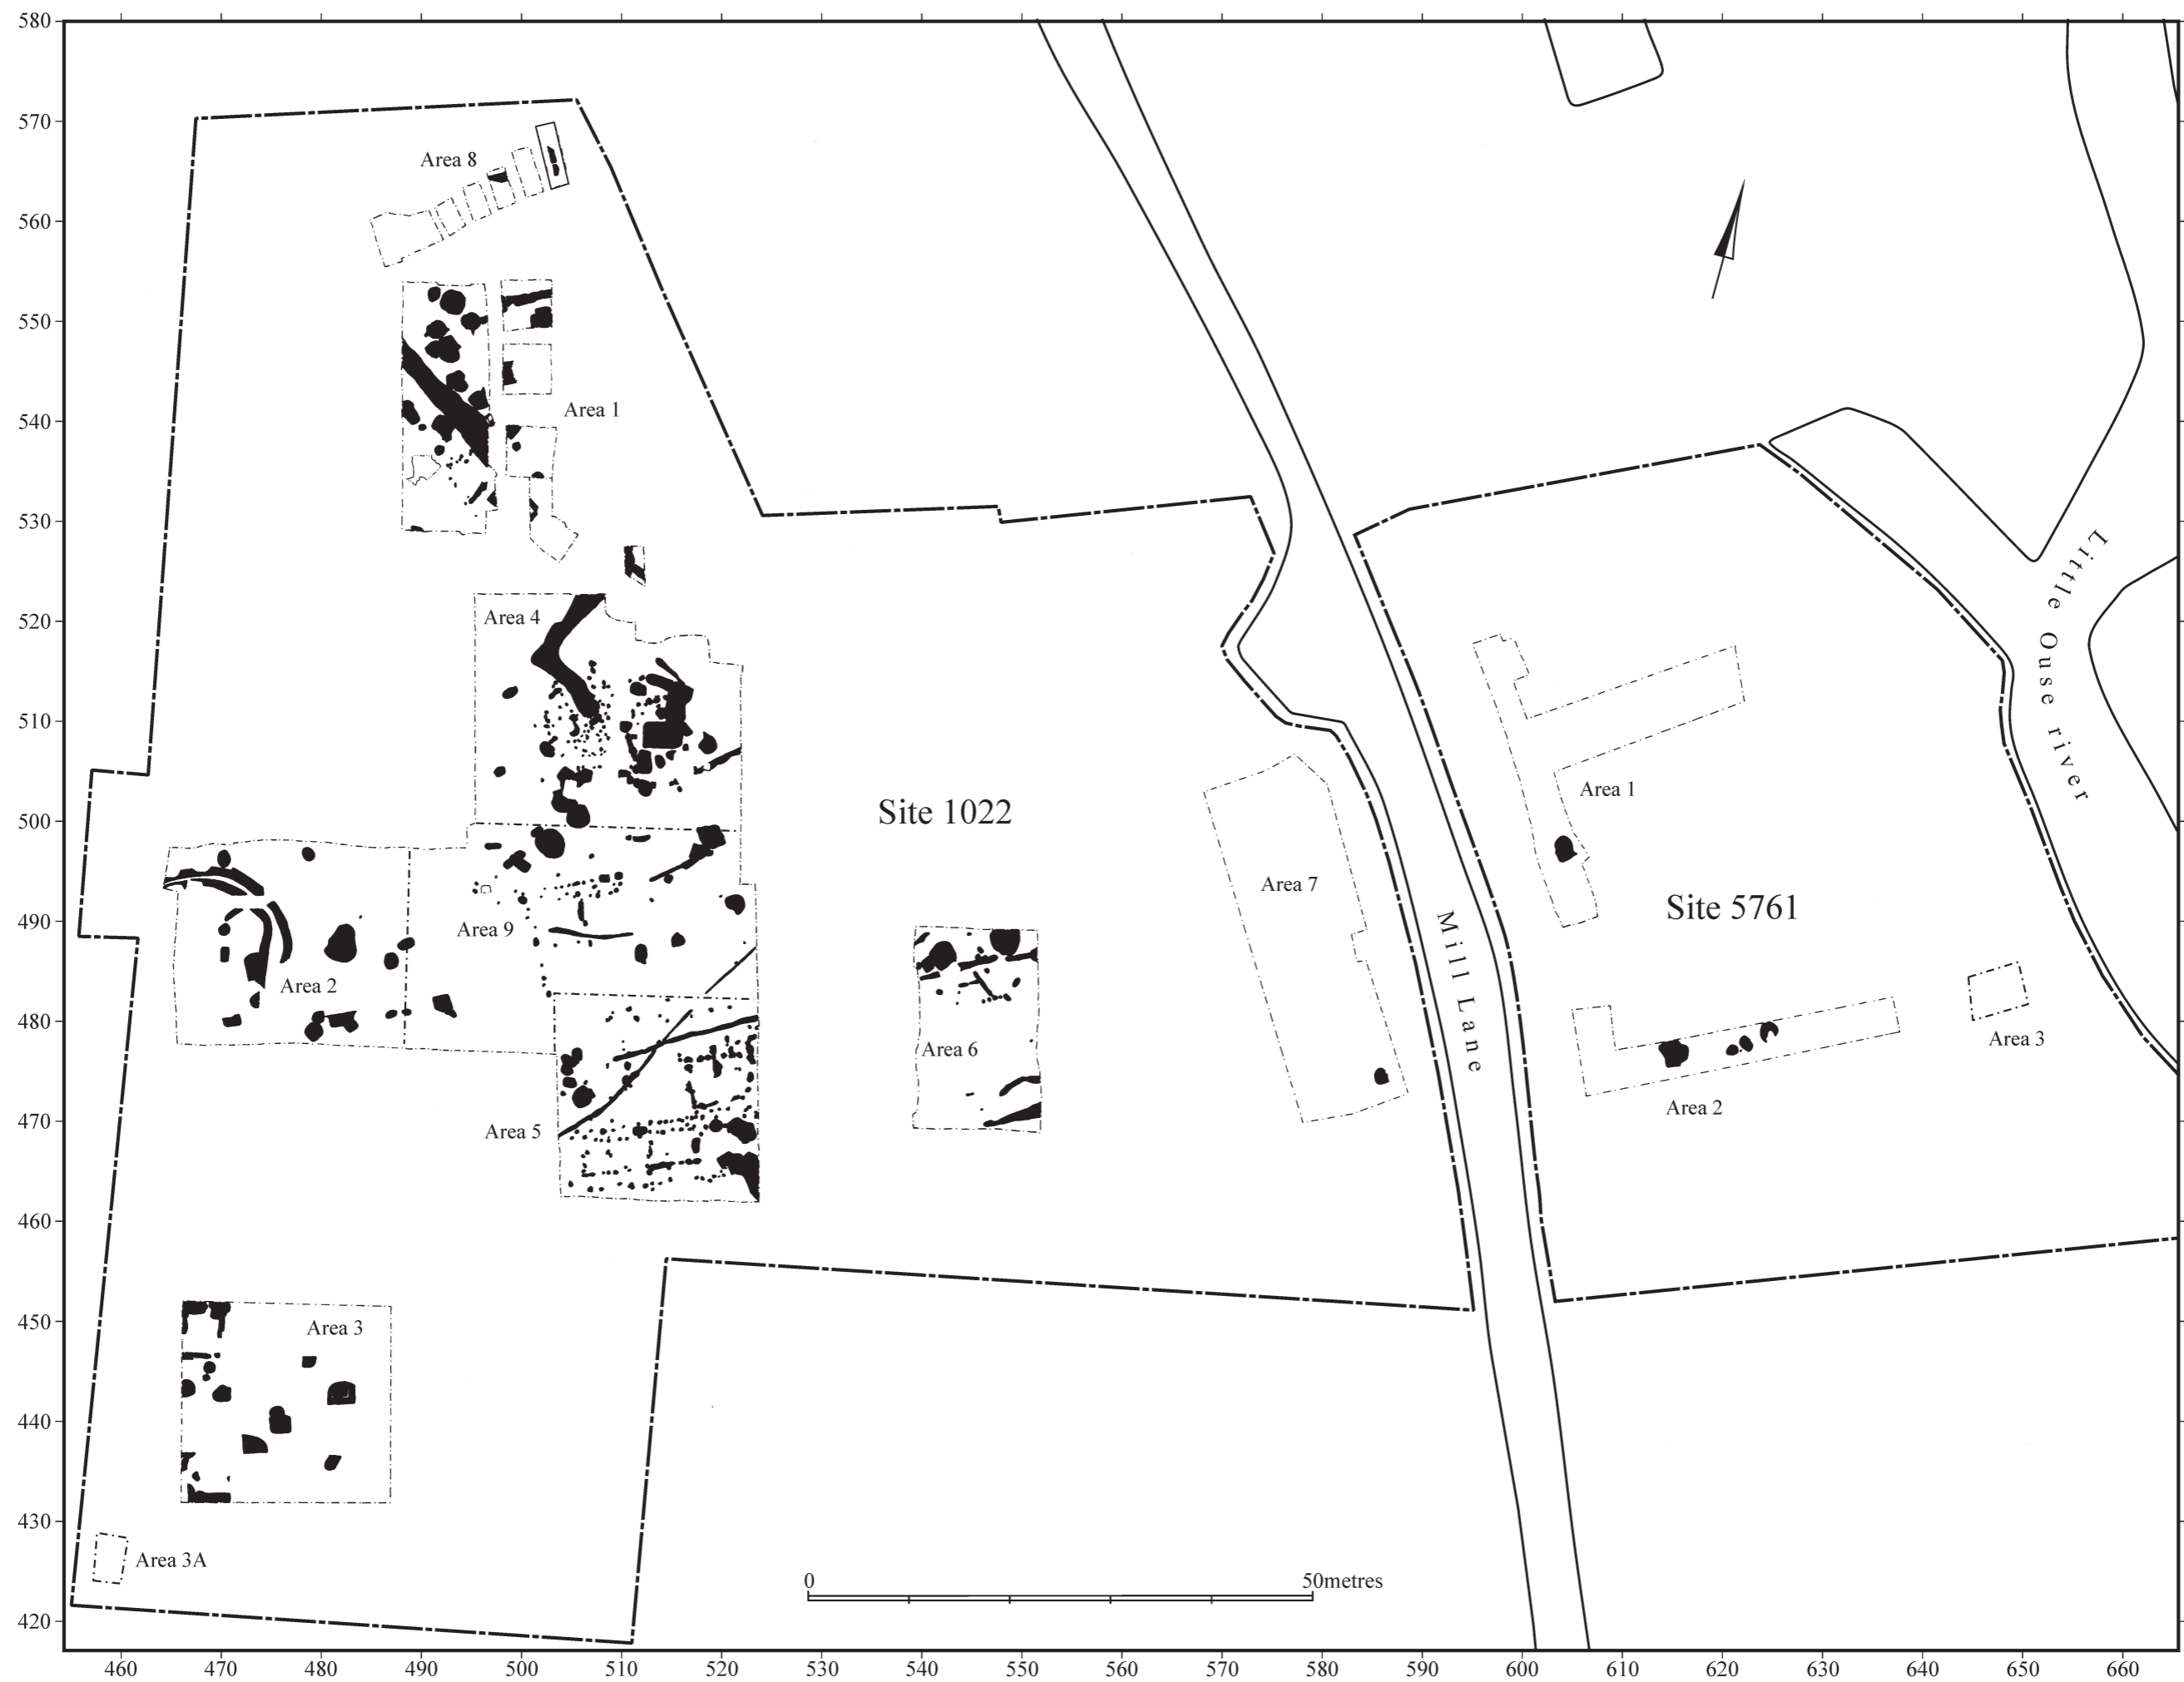 580
570
560
550
540
530
520
510
500
490
480
470
460
450
440
430
420
Area 8
Area 1
Area 4
Site 1022
Area 9
Area 2
Area 5
Area 6
Area 7
Mill Lane
Area 1
Site 5761
Little Ouse river
Area 3
Area 2
Area 3
Area 3A
0 50metres
460 470 480 490 500 510 520 530 540 550 560 570 580 590 600 610 620 630 640 650 660